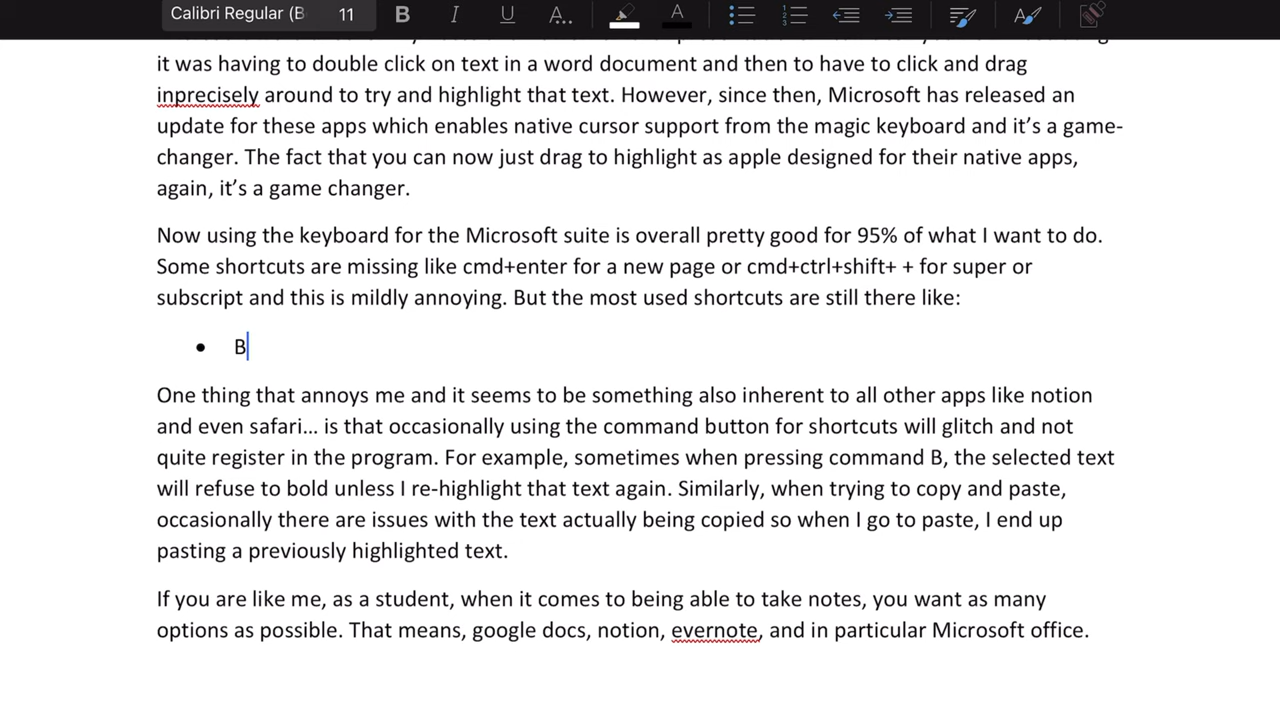 Calibri Regular (B 11 B I U A.. A
it was having to double click on text in a word document and then to have to click and drag
inprecisely around to try and highlight that text. However, since then, Microsoft has released an
update for these apps which enables native cursor support from the magic keyboard and it’s a game-
changer. The fact that you can now just drag to highlight as apple designed for their native apps,
again, it’s a game changer.
Now using the keyboard for the Microsoft suite is overall pretty good for 95% of what I want to do.
Some shortcuts are missing like cmd+enter for a new page or cmd+ctrl+shift+ + for super or
subscript and this is mildly annoying. But the most used shortcuts are still there like:
• B
One thing that annoys me and it seems to be something also inherent to all other apps like notion
and even safari... is that occasionally using the command button for shortcuts will glitch and not
quite register in the program. For example, sometimes when pressing command B, the selected text
will refuse to bold unless I re-highlight that text again. Similarly, when trying to copy and paste,
occasionally there are issues with the text actually being copied so when I go to paste, I end up
pasting a previously highlighted text.
If you are like me, as a student, when it comes to being able to take notes, you want as many
options as possible. That means, google docs, notion, evernote, and in particular Microsoft office.